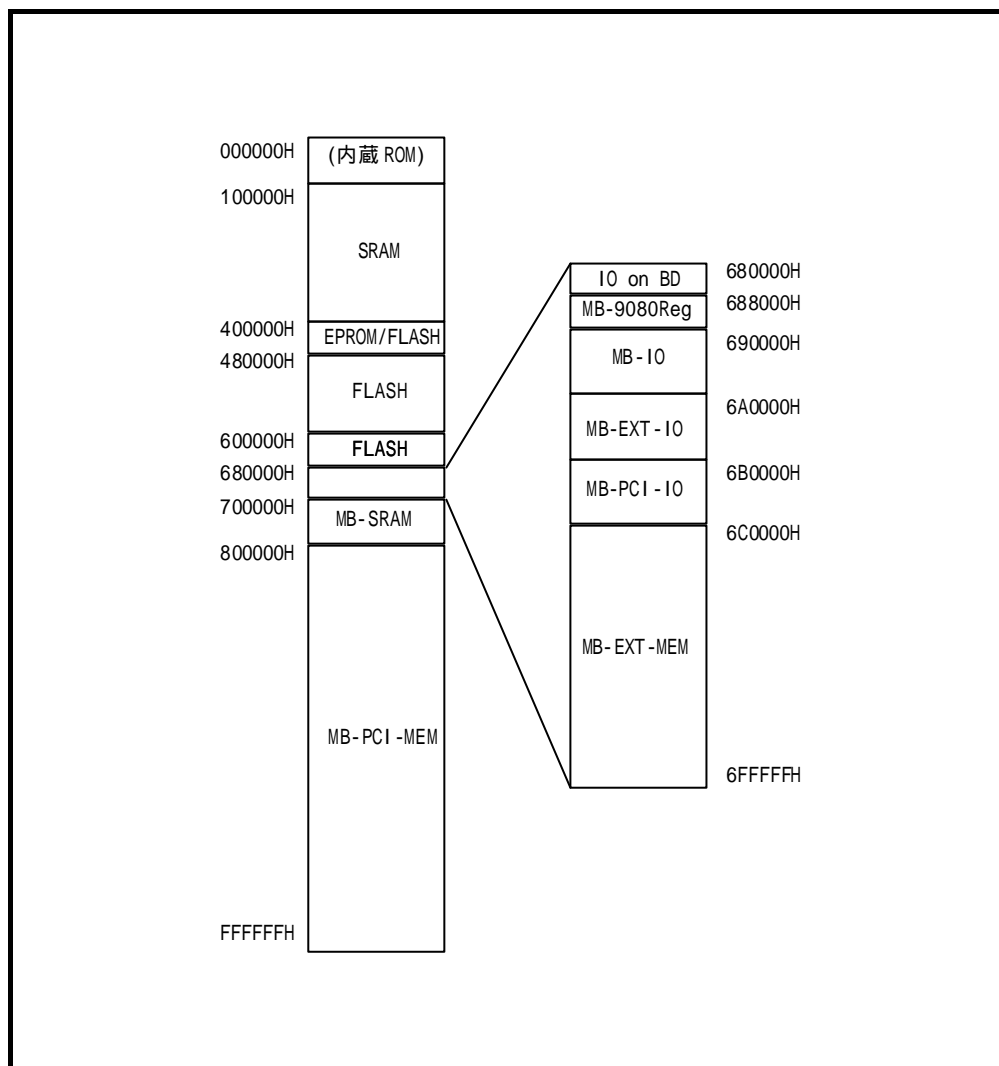 000000H
(内蔵 ROM)
100000H
SRAM
400000H
EPROM/FLASH
480000H
FLASH
600000H
FLASH
680000H
700000H
MB-SRAM
800000H
MB-PCI-MEM
FFFFFFH
IO on BD
680000H
MB-9080Reg
688000H
MB-IO
690000H
MB-EXT-IO
6A0000H
MB-PCI-IO
6B0000H
6C0000H
MB-EXT-MEM
6FFFFFH